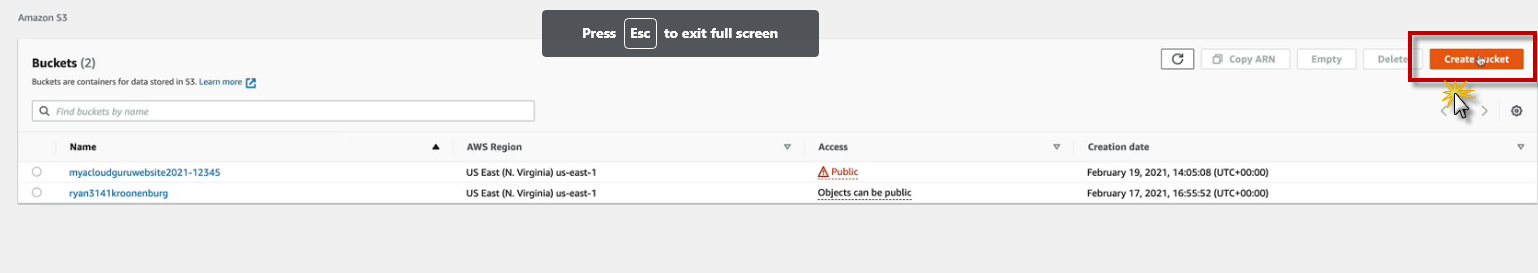 Amazon S3
Press Esc to exit full screen
Buckets (2)
Copy ARN Empty Delete Create bucket
Buckets are containers for data stored in S3. Learn more
Find buckets by name
Name AWS Region Access Creation date
myacloudguruwebsite2021-12345 US East (N. Virginia) us-east-1 Public February 19, 2021, 14:05:08 (UTC+00:00)
ryan3141kroonenburg US East (N. Virginia) us-east-1 Objects can be public February 17, 2021, 16:55:52 (UTC+00:00)